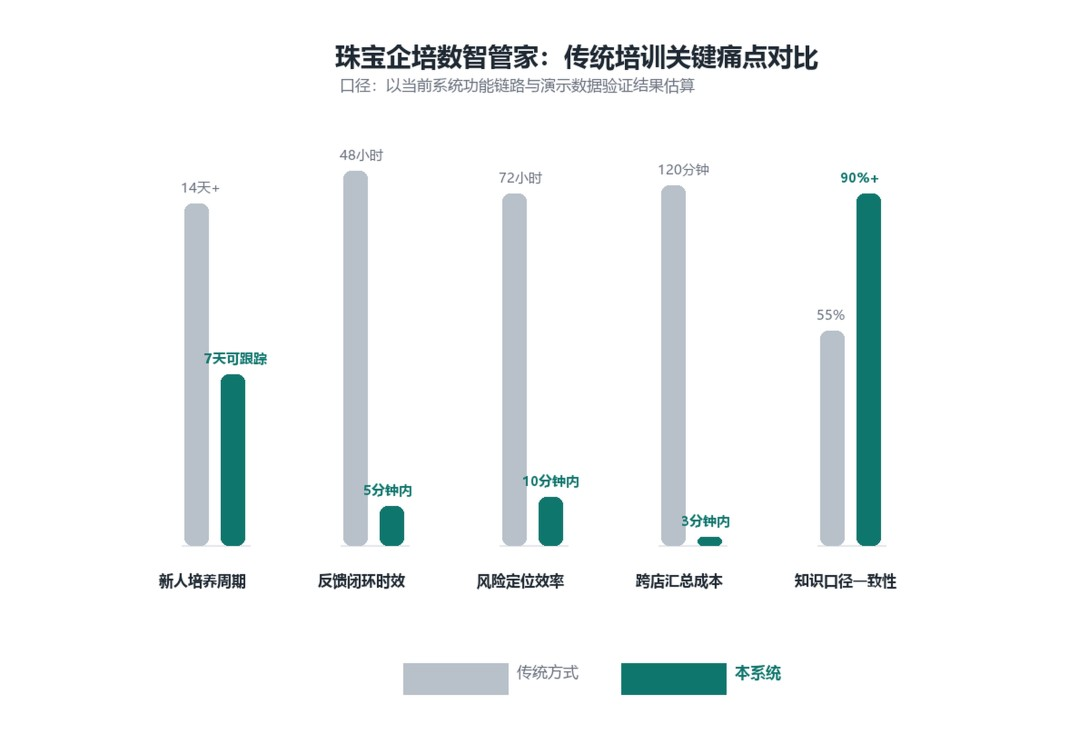 珠宝企培数智管家：传统培训关键痛点对比
口径：以当前系统功能链路与演示数据验证结果估算
14天+
7天可跟踪
48小时
5分钟内
72小时
10分钟内
120分钟
3分钟内
55%
90%+
新人培养周期
反馈闭环时效
风险定位效率
跨店汇总成本
知识口径一致性
传统方式
本系统